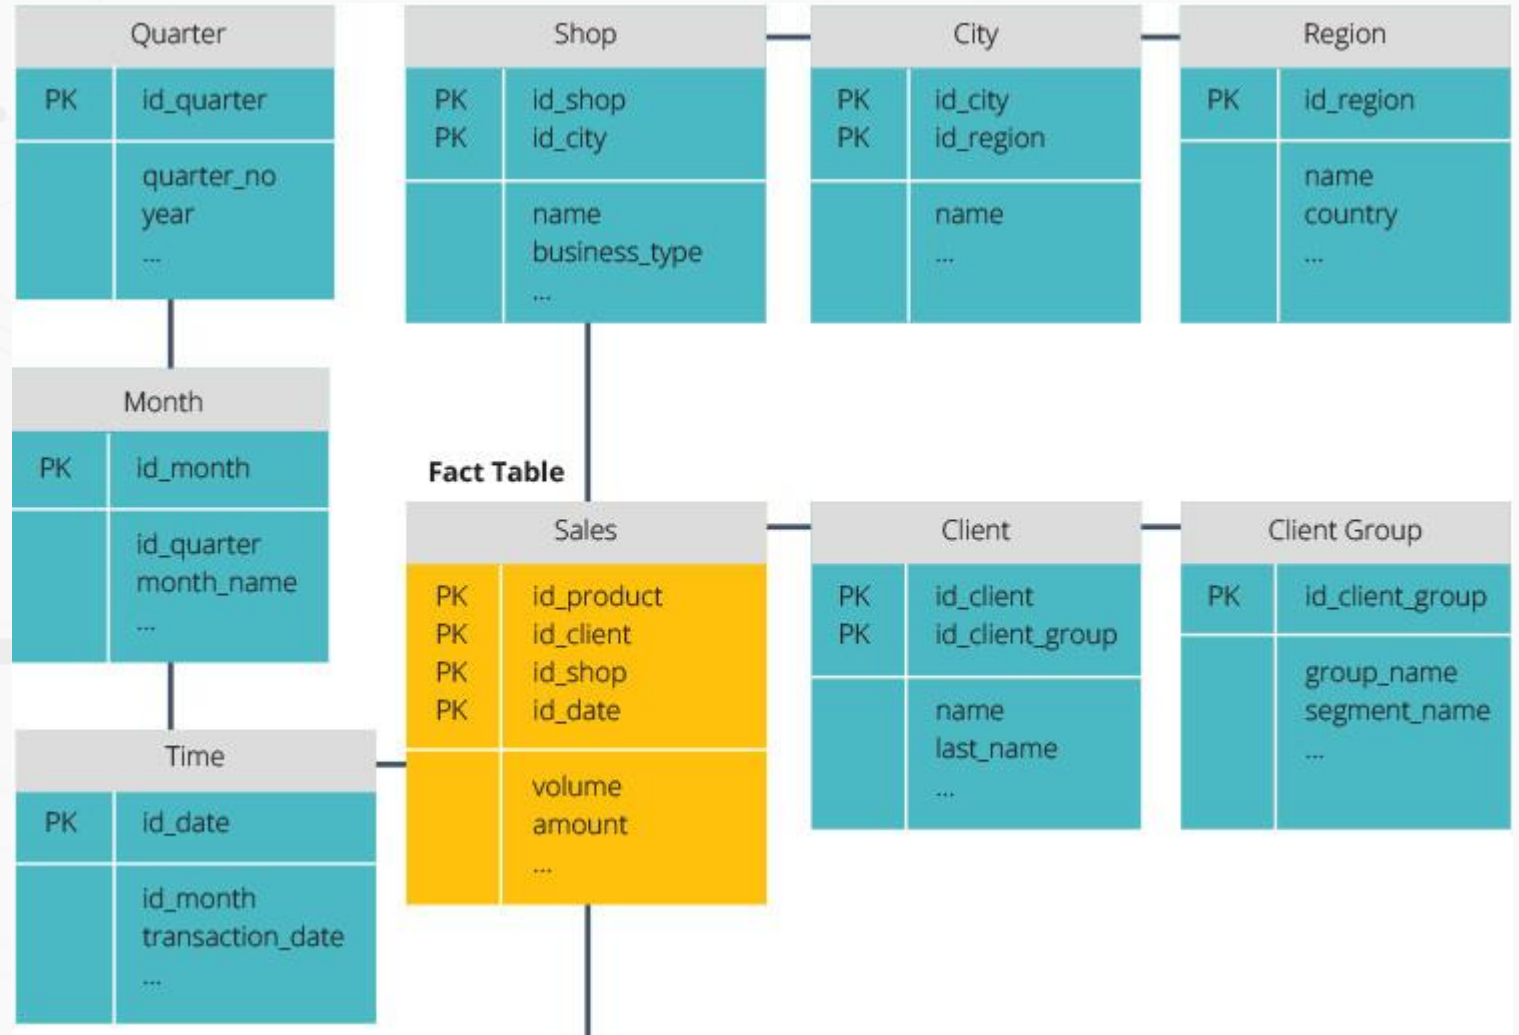 Quarter
PK id_quarter
quarter_no
year
...
Shop
PK id_shop
PK id_city
name
business_type
...
City
PK id_city
PK id_region
name
...
Region
PK id_region
name
country
...
Month
PK id_month
id_quarter
month_name
...
Time
PK id_date
id_month
transaction_date
...
Fact Table
Sales
PK id_product
PK id_client
PK id_shop
PK id_date
volume
amount
...
Client
PK id_client
PK id_client_group
name
last_name
...
Client Group
PK id_client_group
group_name
segment_name
...